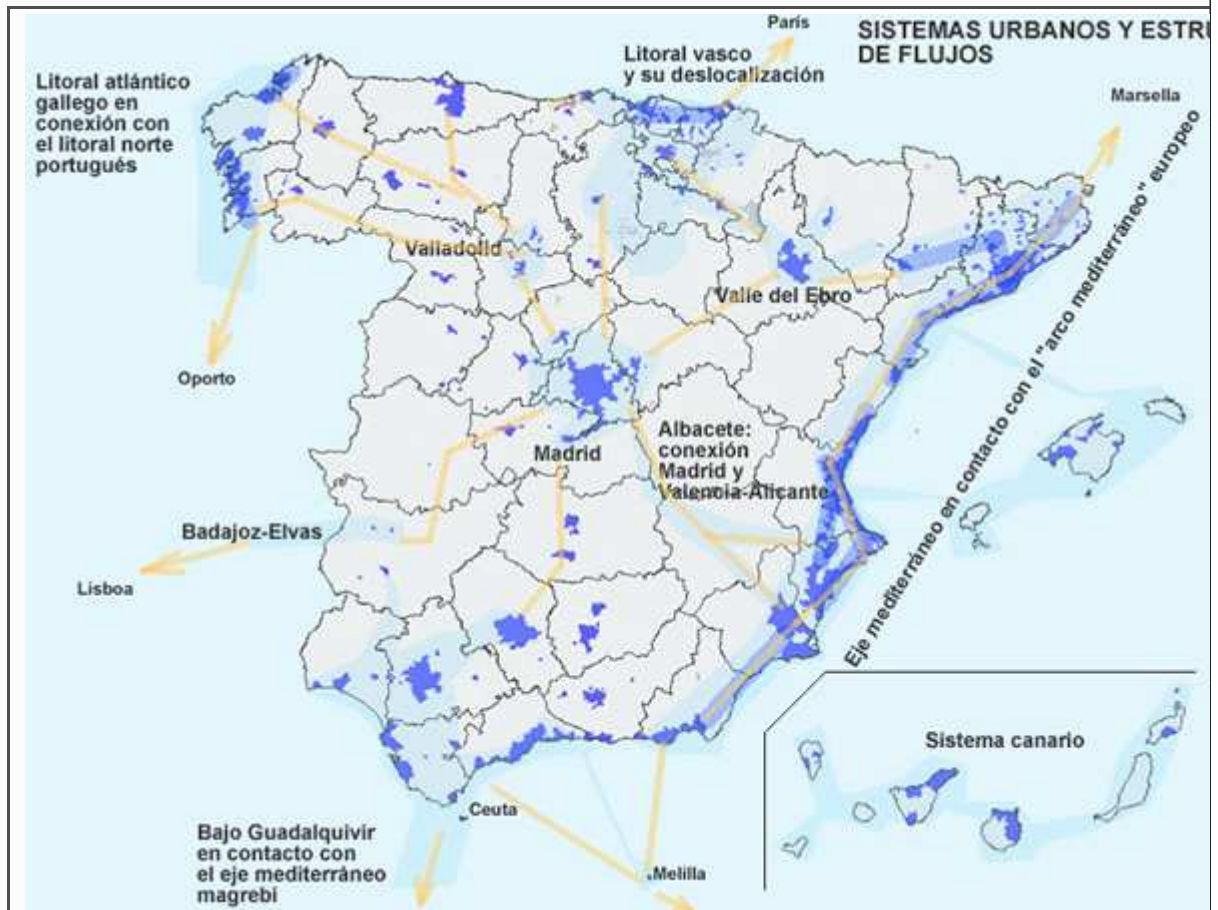 París
SISTEMAS URBANOS Y ESTRU
DE FLUJOS
Litoral vasco
y su deslocalización
Litoral atlántico
gallego en
conexión con
el litoral norte
portugués
Marsella
Valladolid
Valle del Ebro
Oporto
Eje mediterráneo en contacto con el "arco mediterráneo" europeo
Madrid
Albacete:
conexión
Madrid y
Valencia-Alicante
Badajoz-Elvas
Lisboa
Sistema canario
Ceuta
Bajo Guadalquivir
en contacto con
el eje mediterráneo
magrebí
Melilla